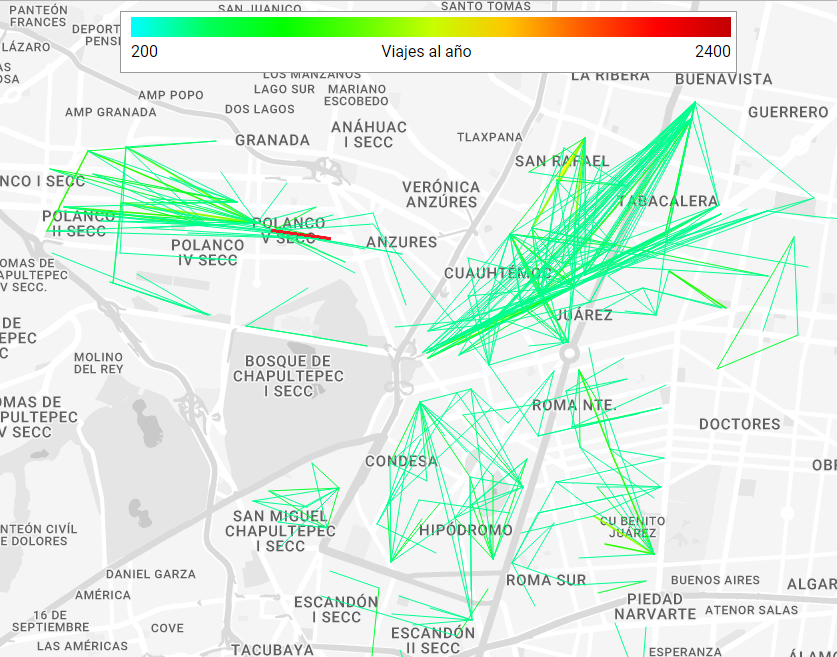 PANTEÓN
FRANCES
SAN JUANICO
SANTO TOMAS
LÁZARO
DEPORT
PENSI
200
Viajes al año
2400
LOS MANZANOS
LA RIBERA
BUENAVISTA
AMP POPO
LAGO SUR
MARIANO
ESCOBEDO
AMP GRANADA
DOS LAGOS
GUERRERO
GRANADA
ANÁHUAC
I SECC
TLAXPANA
SAN RAFAEL
NCO I SECC
VERÓNICA
ANZÚRES
TABACALERA
POLANCO
II SECC
POLANCO
V SECC
POLANCO
IV SECC
ANZURES
OMAS DE
APULTEPEC
V SECC.
CUAUHTÉMOC
JUÁREZ
DE
EPEC
C
MOLINO
DEL REY
BOSQUE DE
CHAPULTEPEC
I SECC
OMAS DE
PULTEPEC
V SECC
ROMA NTE.
DOCTORES
CONDESA
OBR
SAN MIGUEL
CHAPULTEPEC
I SECC
HIPÓDROMO
CU BENITO
JUÁREZ
NTEÓN CIVÍL
E DOLORES
DANIEL GARZA
ROMA SUR
BUENOS AIRES
ALGAR
AMÉRICA
ESCANDÓN
I SECC
PIEDAD
NARVARTE
ATENOR SALAS
16 DE
SEPTIEMBRE
COVE
ESCANDÓN
II SECC
LAS AMÉRICAS
TACUBAYA
ESPERANZA
ÁLAMO